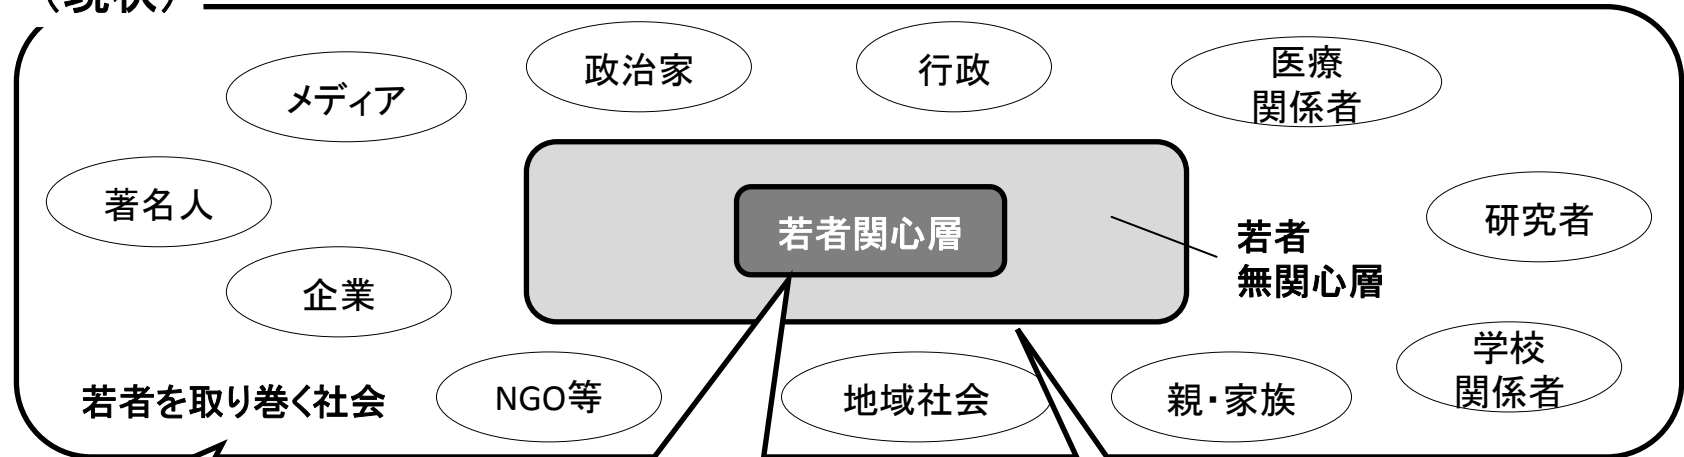 （現状）
政治家
行政
医療
関係者
メディア
著名人
若者関心層
研究者
若者
無関心層
企業
学校
関係者
若者を取り巻く社会
NGO等
地域社会
親・家族